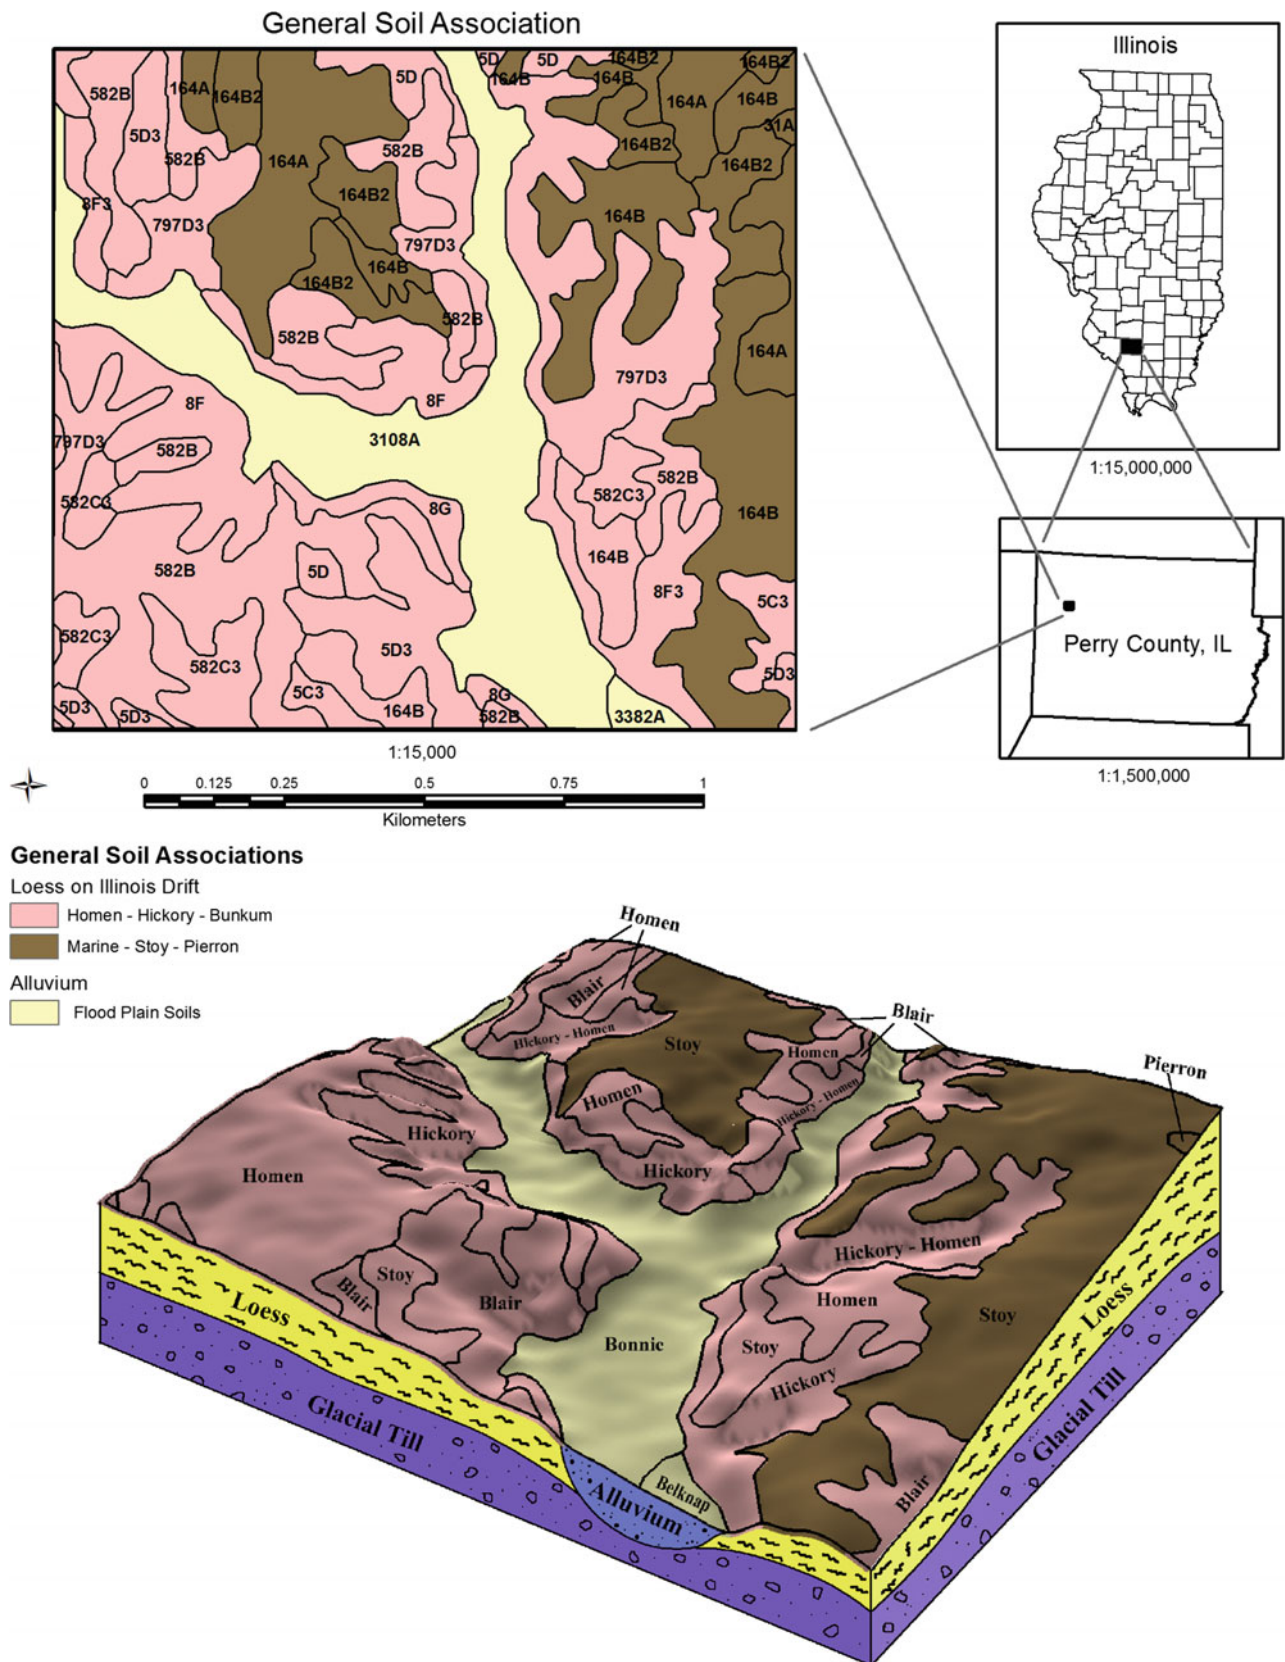 General Soil Association
5D
5D
164B2
164B2
582B
164A
164B2
5D
164B
164B
164A
164B
5D3
31A
582B
164A
582B
164B2
164B2
8F3
797D3
164B2
164B
797D3
164B2
164B
582B
582B
164A
797D3
8F
8F
3108A
797D3
582B
582B
582C3
582C3
8G
164B
582B
5D
164B
8F3
5C3
582C3
582C3
5D3
5D3
5C3
8G
5D3
5D3
164B
582B
3382A
1:15,000
0 0.125 0.25 0.5 0.75 1
Kilometers
Illinois
1:15,000,000
Perry County, IL
1:1,500,000
General Soil Associations
Loess on Illinois Drift
Homen - Hickory - Bunkum
Marine - Stoy - Pierron
Alluvium
Flood Plain Soils
Homen
Blair
Blair
Hickory - Homen
Stoy
Homen
Pierron
Homen
Hickory - Homen
Hickory
Hickory
Homen
Hickory - Homen
Stoy
Blair
Blair
Homen
Stoy
Loess
Bonnie
Stoy
Loess
Hickory
Glacial Till
Glacial Till
Belknap
Blair
Alluvium